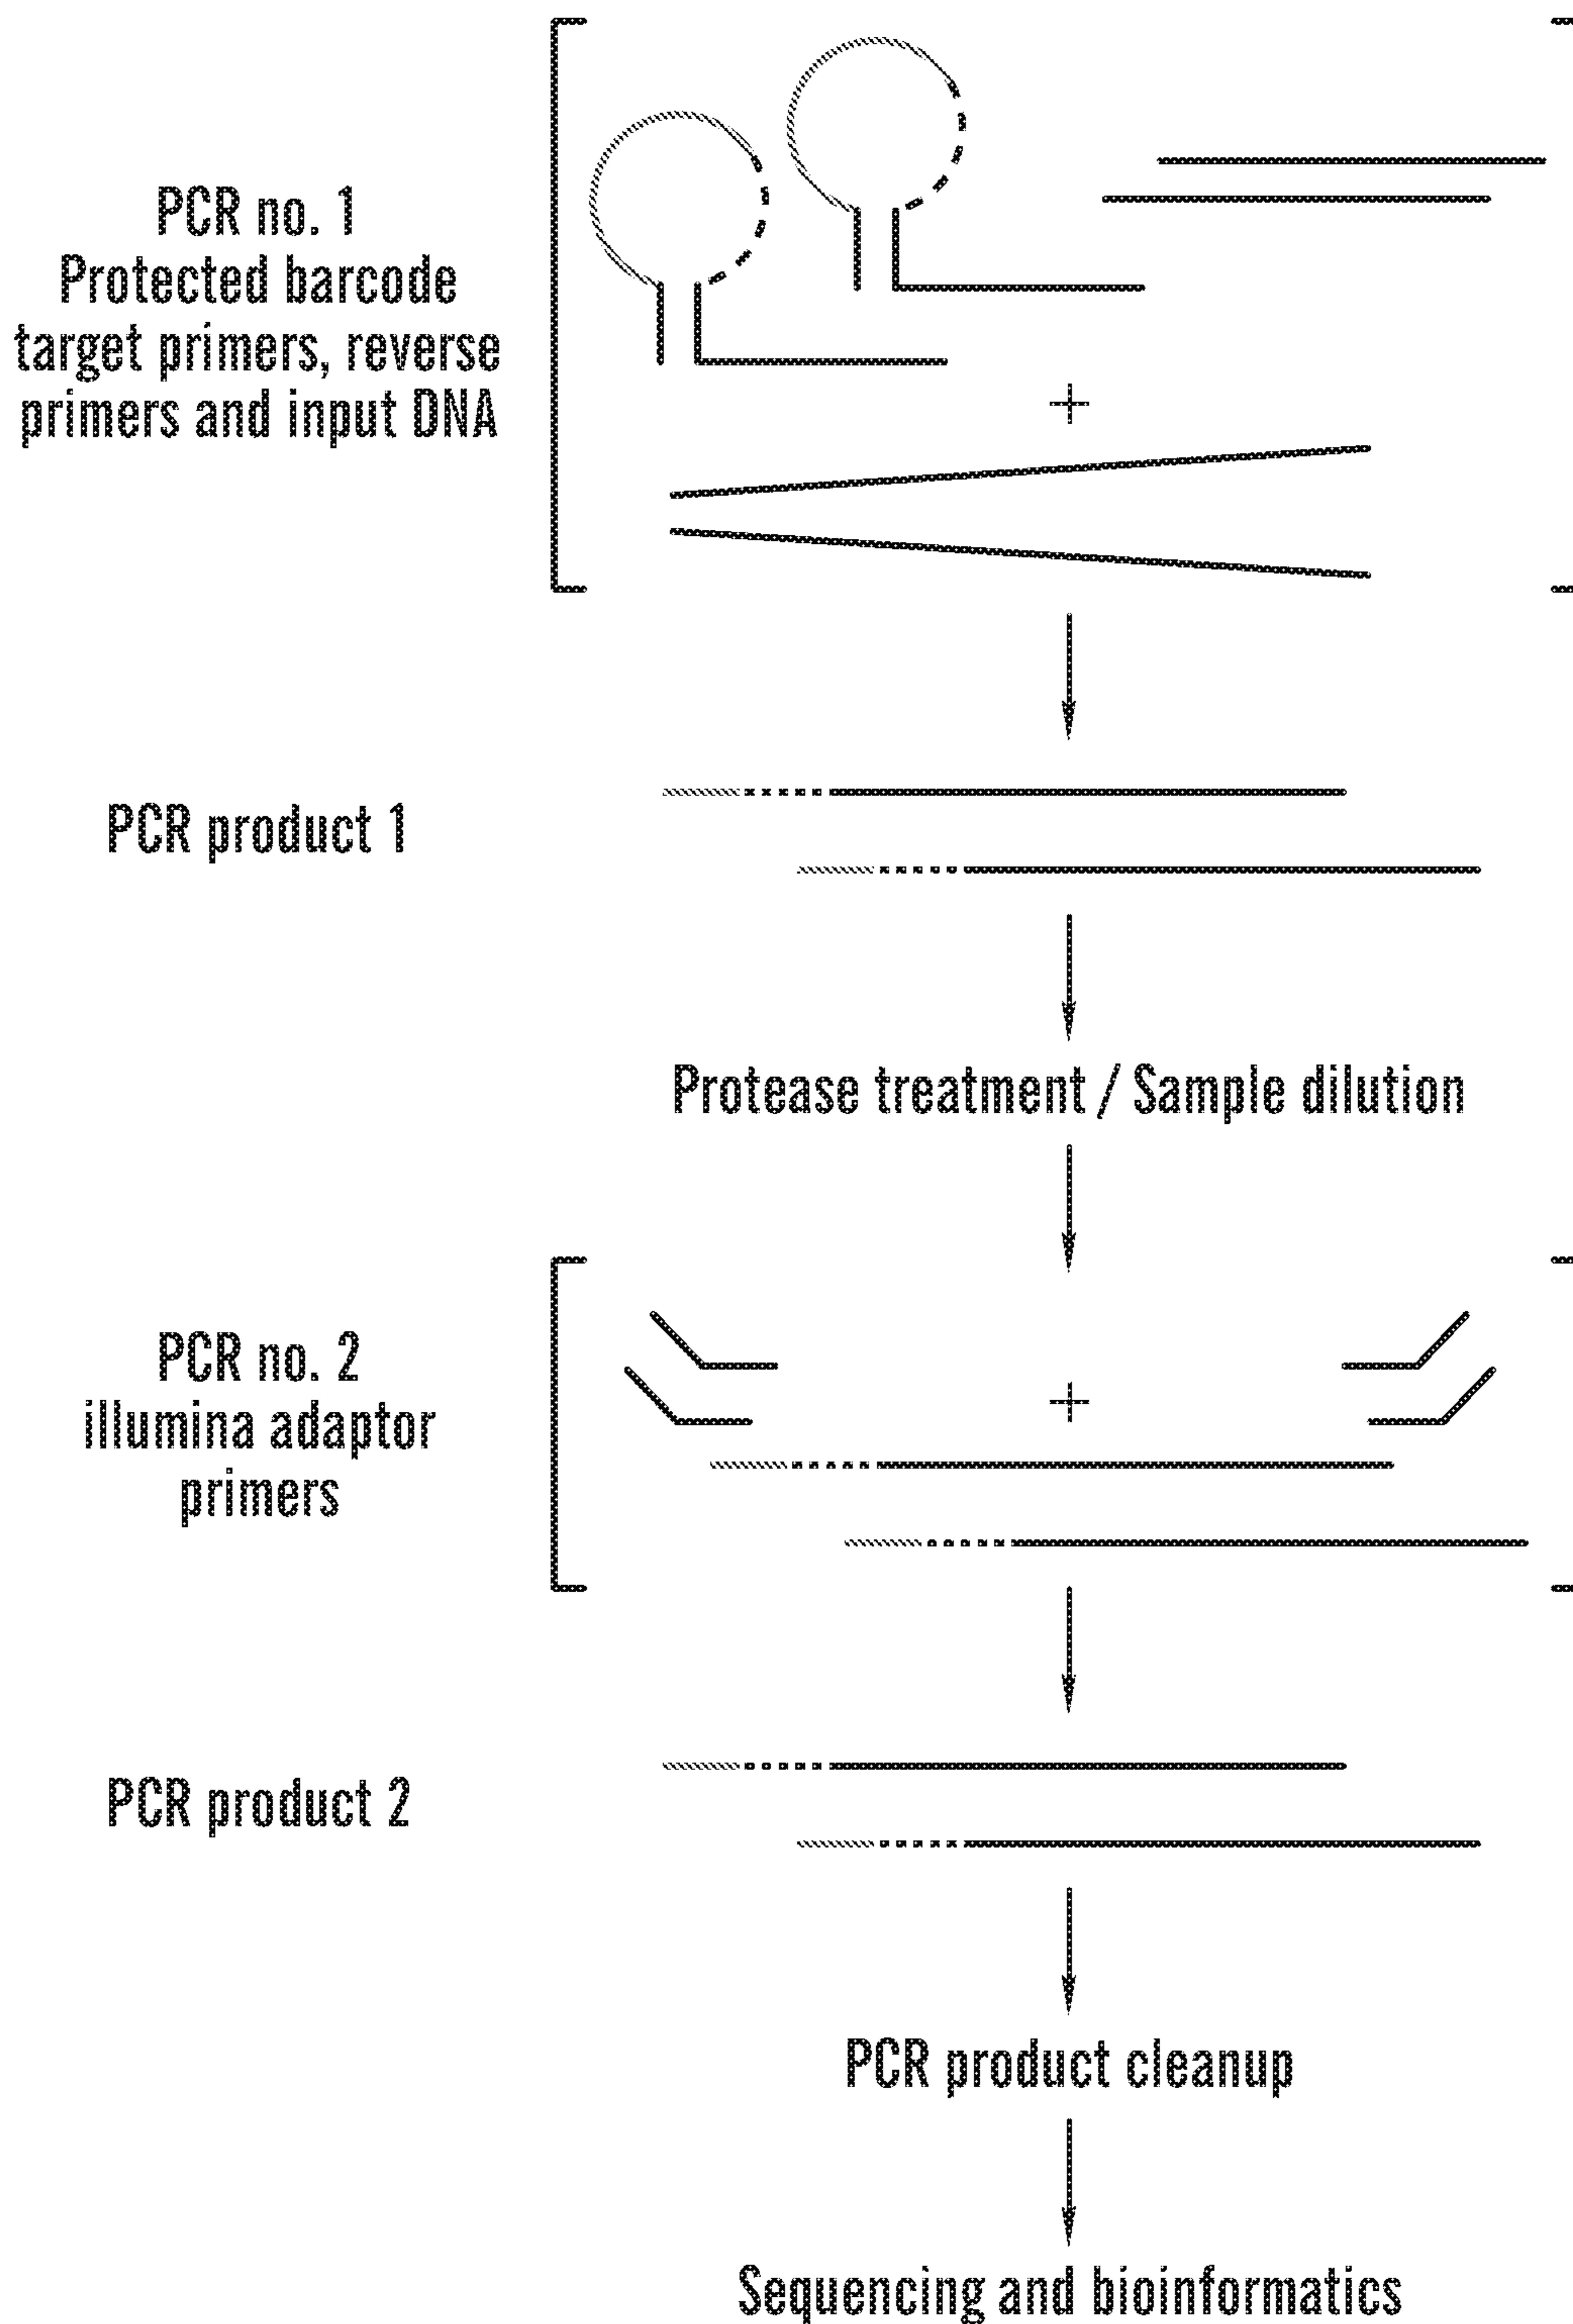 PCR no. 1
Protected barcode
target primers, reverse
primers and input DNA
+
PCR product 1
Protease treatment / Sample dilution
PCR no. 2
illumina adaptor
primers
+
PCR product 2
PCR product cleanup
Sequencing and bioinformatics